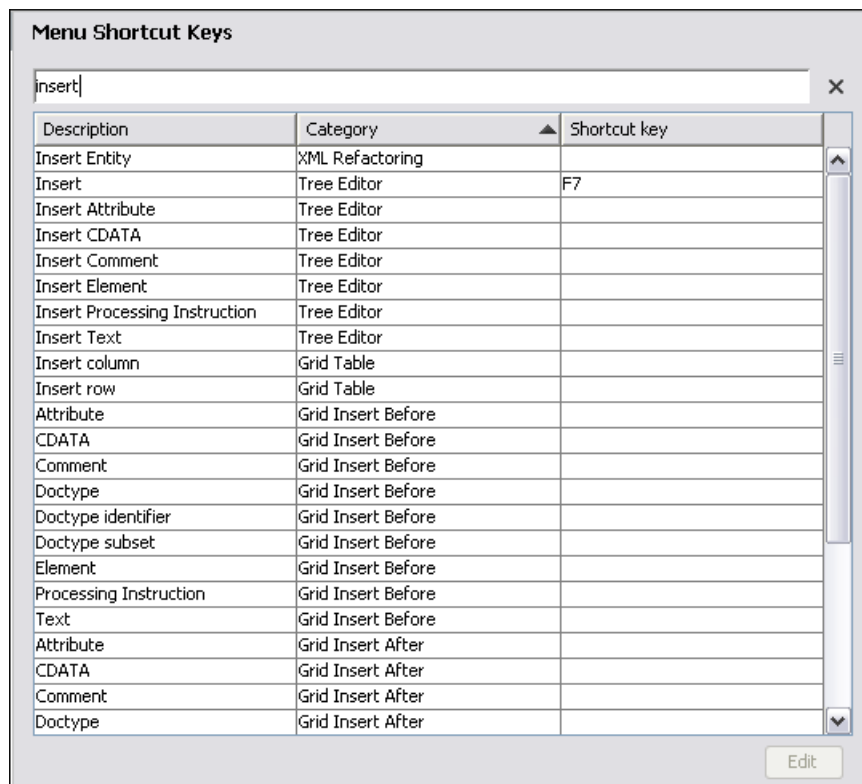 Menu Shortcut Keys
insert
Description Category Shortcut key
Insert Entity XML Refactoring
Insert Tree Editor F7
Insert Attribute Tree Editor
Insert CDATA Tree Editor
Insert Comment Tree Editor
Insert Element Tree Editor
Insert Processing Instruction Tree Editor
Insert Text Tree Editor
Insert column Grid Table
Insert row Grid Table
Attribute Grid Insert Before
CDATA Grid Insert Before
Comment Grid Insert Before
Doctype Grid Insert Before
Doctype identifier Grid Insert Before
Doctype subset Grid Insert Before
Element Grid Insert Before
Processing Instruction Grid Insert Before
Text Grid Insert Before
Attribute Grid Insert After
CDATA Grid Insert After
Comment Grid Insert After
Doctype Grid Insert After
Edit